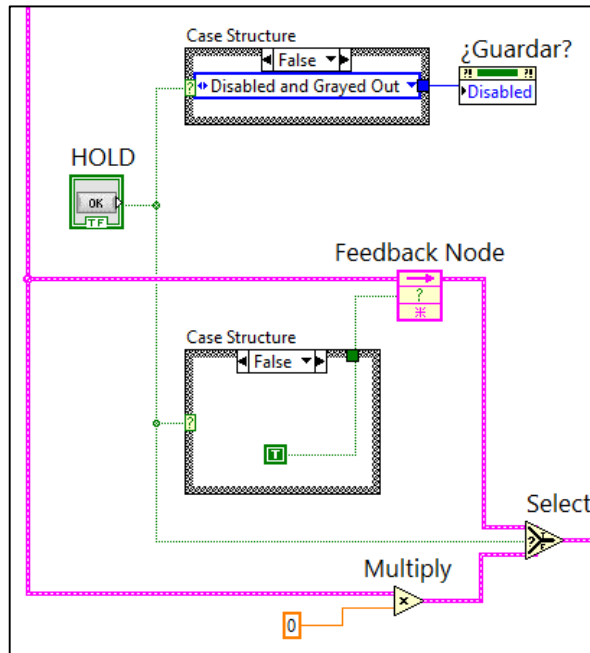 Case Structure
False
¿Guardar?
? Disabled and Grayed Out
?! ?!
Disabled
HOLD
OK
TF
Feedback Node
?
Case Structure
False
?
T
Select
? T F
Multiply
x
0